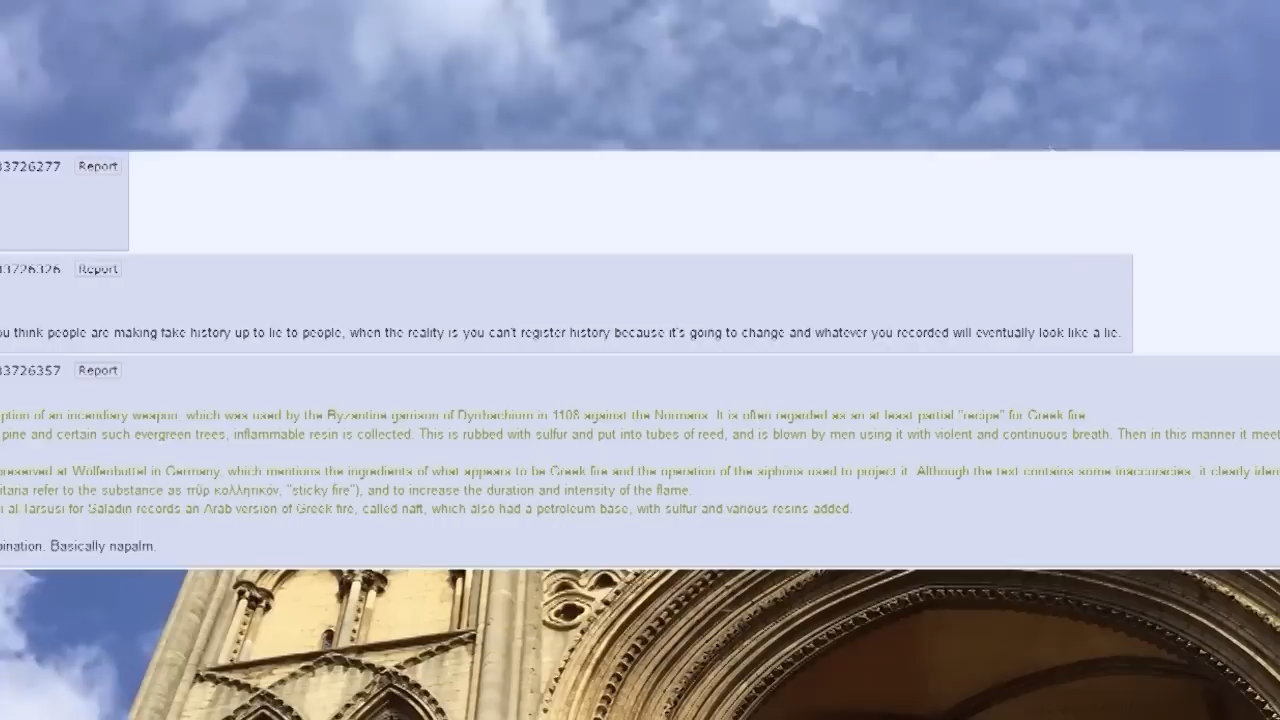 33726277 Report
33726326 Report
ou think people are making fake history up to lie to people, when the reality is you can't register history because it's going to change and whatever you recorded will eventually look like a lie.
33726357 Report
ption of an incendiary weapon, which was used by the Byzantine garrison of Dyrrhachium in 1108 against the Normans. It is often regarded as an at least partial "recipe" for Greek fire
pine and certain such evergreen trees, inflammable resin is collected. This is rubbed with sulfur and put into tubes of reed, and is blown by men using it with violent and continuous breath. Then in this manner it meet
preserved at Wolfenbüttel in Germany, which mentions the ingredients of what appears to be Greek fire and the operation of the siphons used to project it. Although the text contains some inaccuracies, it clearly iden
itaria refer to the substance as πῦρ κολλητικόν, "sticky fire"), and to increase the duration and intensity of the flame.
i al-Tarsusi for Saladin records an Arab version of Greek fire, called naft, which also had a petroleum base, with sulfur and various resins added.
bination. Basically napalm.